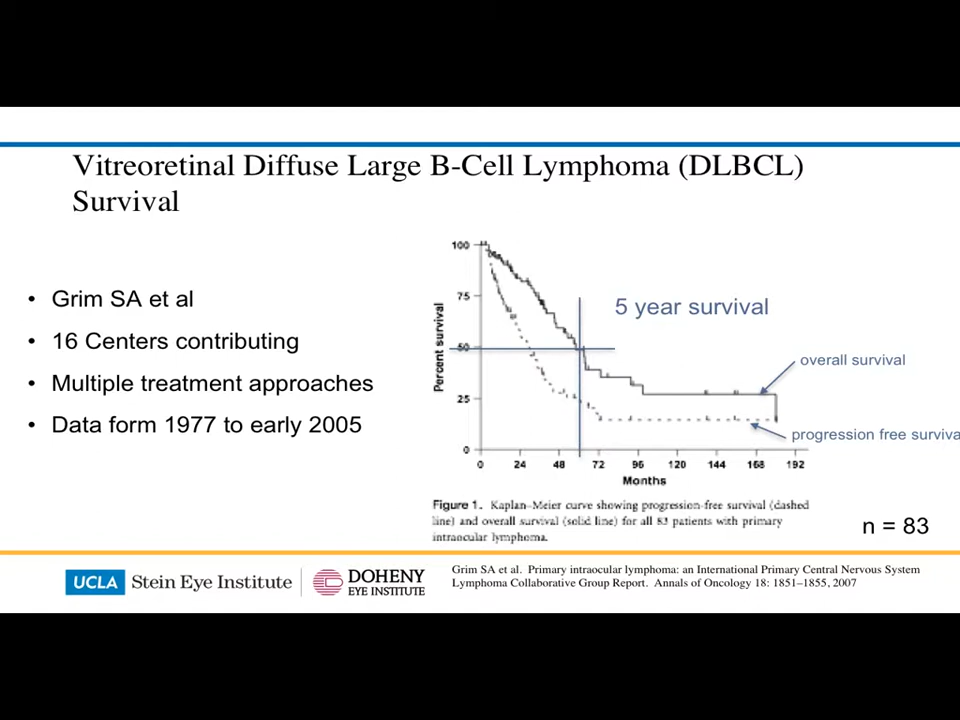 Vitreoretinal Diffuse Large B-Cell Lymphoma (DLBCL)
Survival
• Grim SA et al
• 16 Centers contributing
• Multiple treatment approaches
• Data form 1977 to early 2005
100
75
50
25
0
Percent survival
0 24 48 72 96 120 144 168 192
Months
5 year survival
overall survival
progression free surviva
Figure 1. Kaplan–Meier curve showing progression-free survival (dashed
line) and overall survival (solid line) for all 83 patients with primary
intraocular lymphoma.
n = 83
UCLA Stein Eye Institute
DOHENY
EYE INSTITUTE
Grim SA et al. Primary intraocular lymphoma: an International Primary Central Nervous System
Lymphoma Collaborative Group Report. Annals of Oncology 18: 1851–1855, 2007